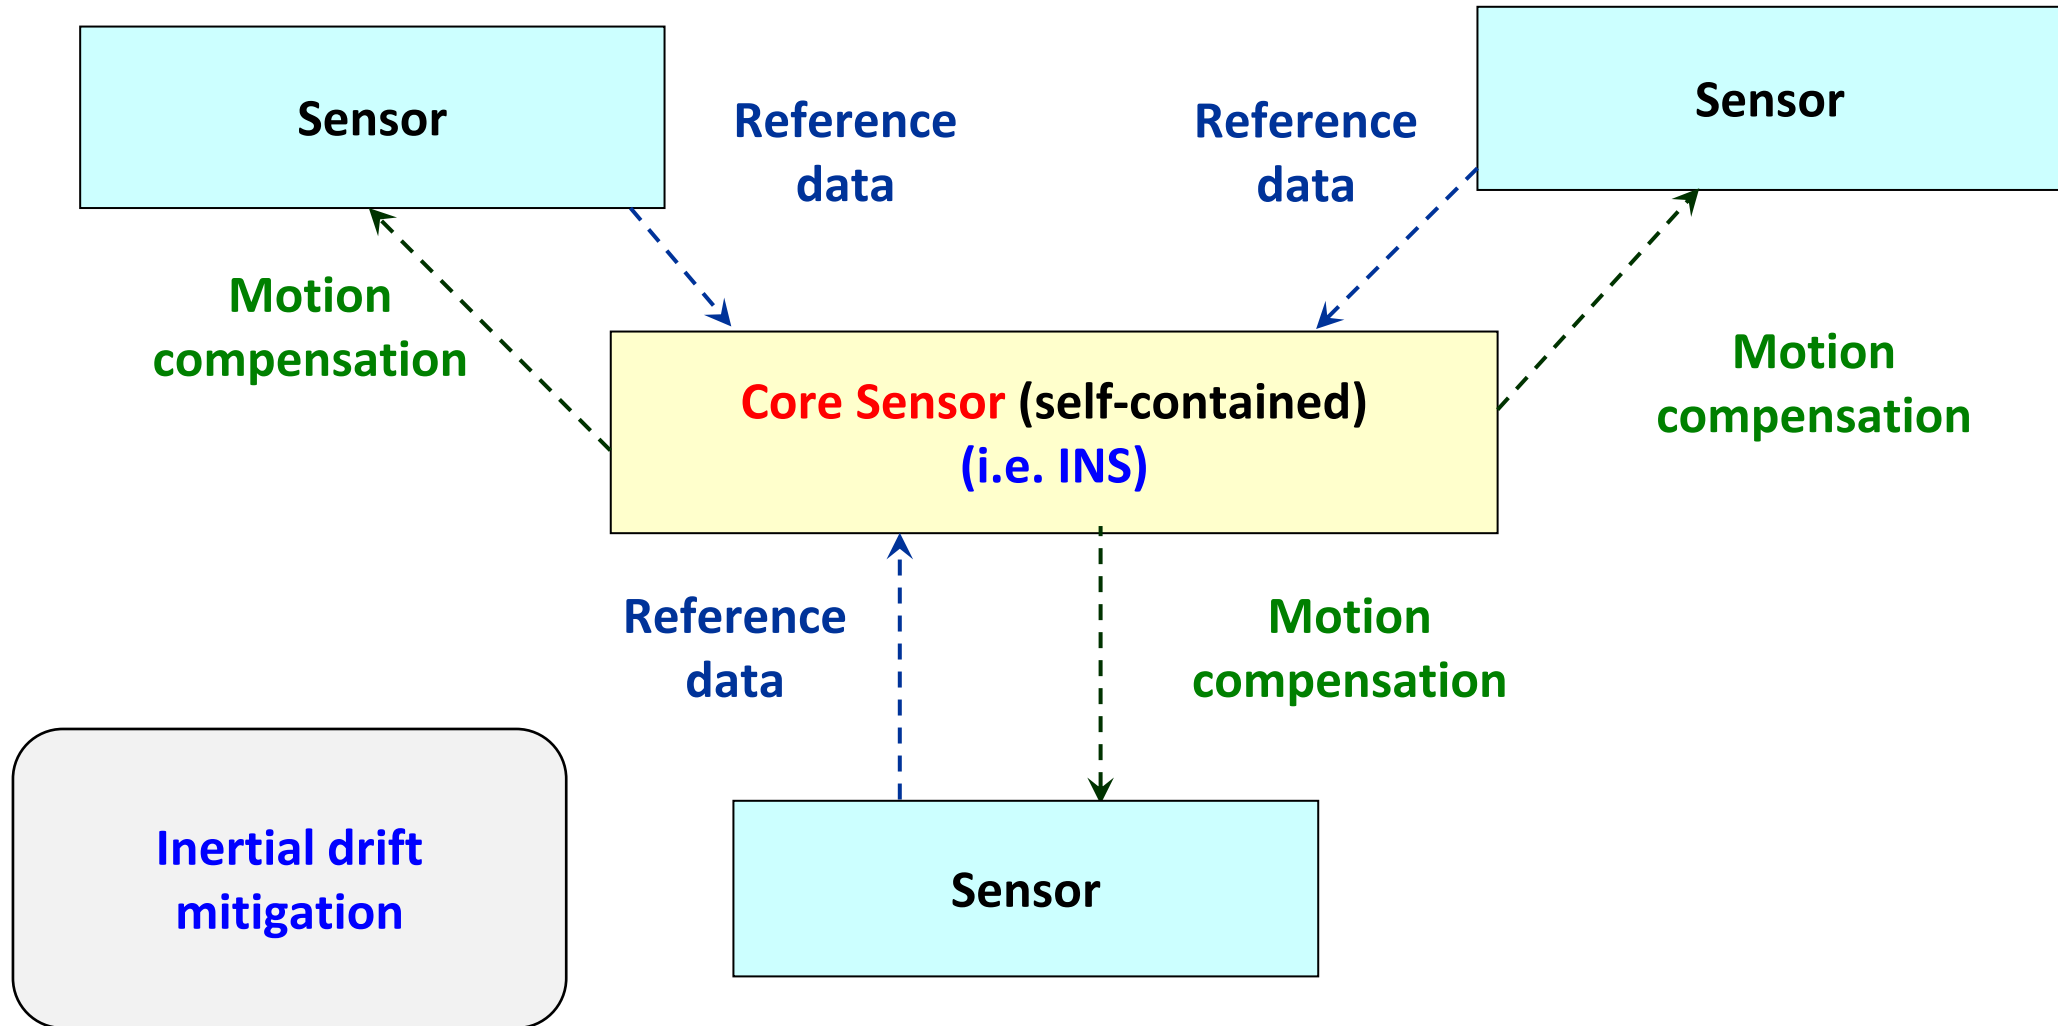 Sensor
Reference
data
Reference
data
Sensor
Motion
compensation
Motion
compensation
Core Sensor (self-contained)
(i.e. INS)
Reference
data
Motion
compensation
Inertial drift
mitigation
Sensor